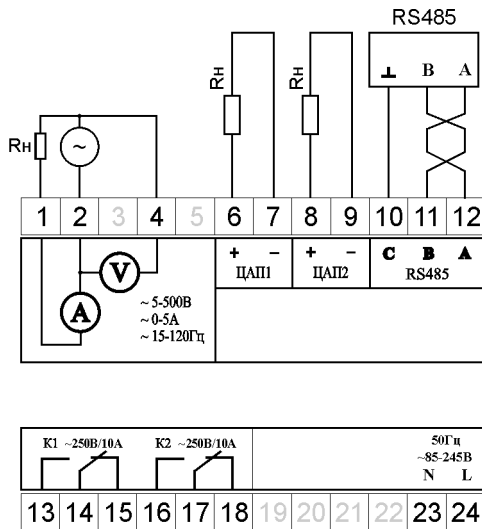 RS485
⊥ B A
Rн ~ Rн Rн
1 2 3 4 5 6 7 8 9 10 11 12
+ − + − C B A
ЦАП1 ЦАП2 RS485
V
A
~ 5-500В
~ 0-5А
~ 15-120Гц
К1 ~250В/10А К2 ~250В/10А 50Гц
~85-245В
N L
13 14 15 16 17 18 19 20 21 22 23 24